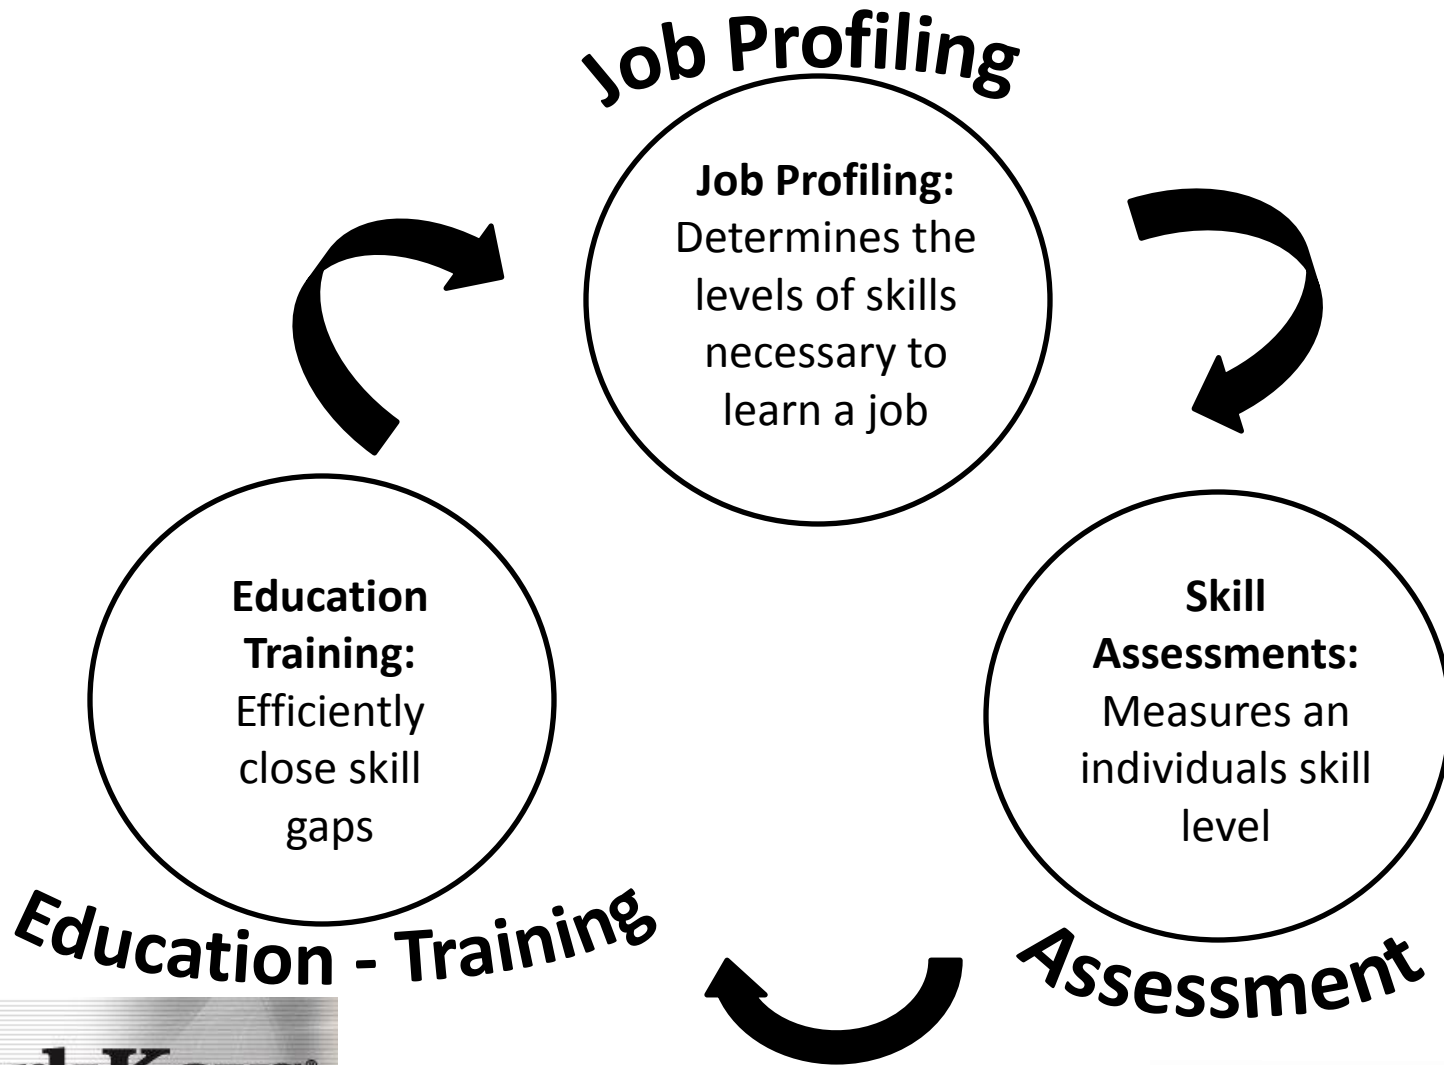 Job Profiling
Job Profiling:
Determines the
levels of skills
necessary to
learn a job
Education
Training:
Efficiently
close skill
gaps
Education - Training
Skill
Assessments:
Measures an
individuals skill
level
Assessment